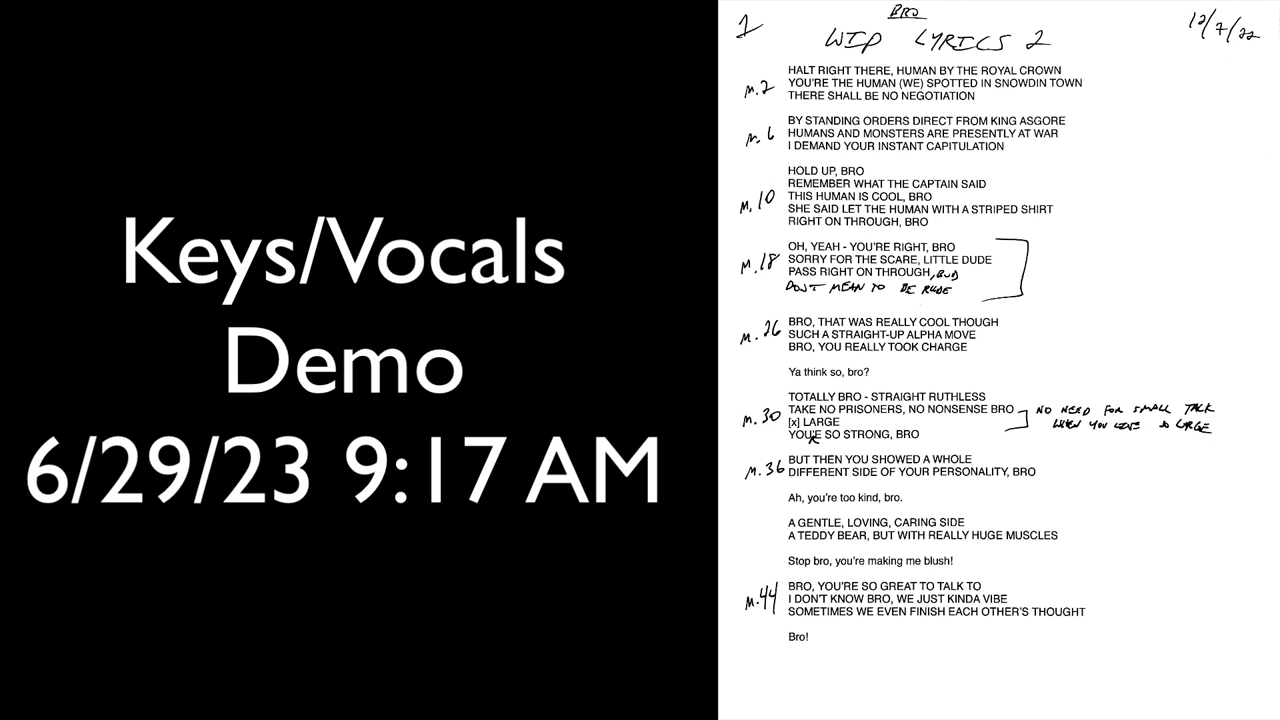 Keys/Vocals
Demo
6/29/23 9:17 AM
1
BRO
WIP LYRICS 2
12/7/22
m.2
HALT RIGHT THERE, HUMAN BY THE ROYAL CROWN
YOU'RE THE HUMAN (WE) SPOTTED IN SNOWDIN TOWN
THERE SHALL BE NO NEGOTIATION
m.6
BY STANDING ORDERS DIRECT FROM KING ASGORE
HUMANS AND MONSTERS ARE PRESENTLY AT WAR
I DEMAND YOUR INSTANT CAPITULATION
m.10
HOLD UP, BRO
REMEMBER WHAT THE CAPTAIN SAID
THIS HUMAN IS COOL, BRO
SHE SAID LET THE HUMAN WITH A STRIPED SHIRT
RIGHT ON THROUGH, BRO
m.18
OH, YEAH - YOU'RE RIGHT, BRO
SORRY FOR THE SCARE, LITTLE DUDE
PASS RIGHT ON THROUGH, BUD
DON'T MEAN TO BE RUDE
m.26
BRO, THAT WAS REALLY COOL THOUGH
SUCH A STRAIGHT-UP ALPHA MOVE
BRO, YOU REALLY TOOK CHARGE
Ya think so, bro?
m.30
TOTALLY BRO - STRAIGHT RUTHLESS
TAKE NO PRISONERS, NO NONSENSE BRO
[x] LARGE
YOU'RE SO STRONG, BRO
NO NEED FOR SMALL TALK
WHEN YOU LIVE SO LARGE
m.36
BUT THEN YOU SHOWED A WHOLE
DIFFERENT SIDE OF YOUR PERSONALITY, BRO
Ah, you're too kind, bro.
A GENTLE, LOVING, CARING SIDE
A TEDDY BEAR, BUT WITH REALLY HUGE MUSCLES
Stop bro, you're making me blush!
m.44
BRO, YOU'RE SO GREAT TO TALK TO
I DON'T KNOW BRO, WE JUST KINDA VIBE
SOMETIMES WE EVEN FINISH EACH OTHER'S THOUGHT
Bro!